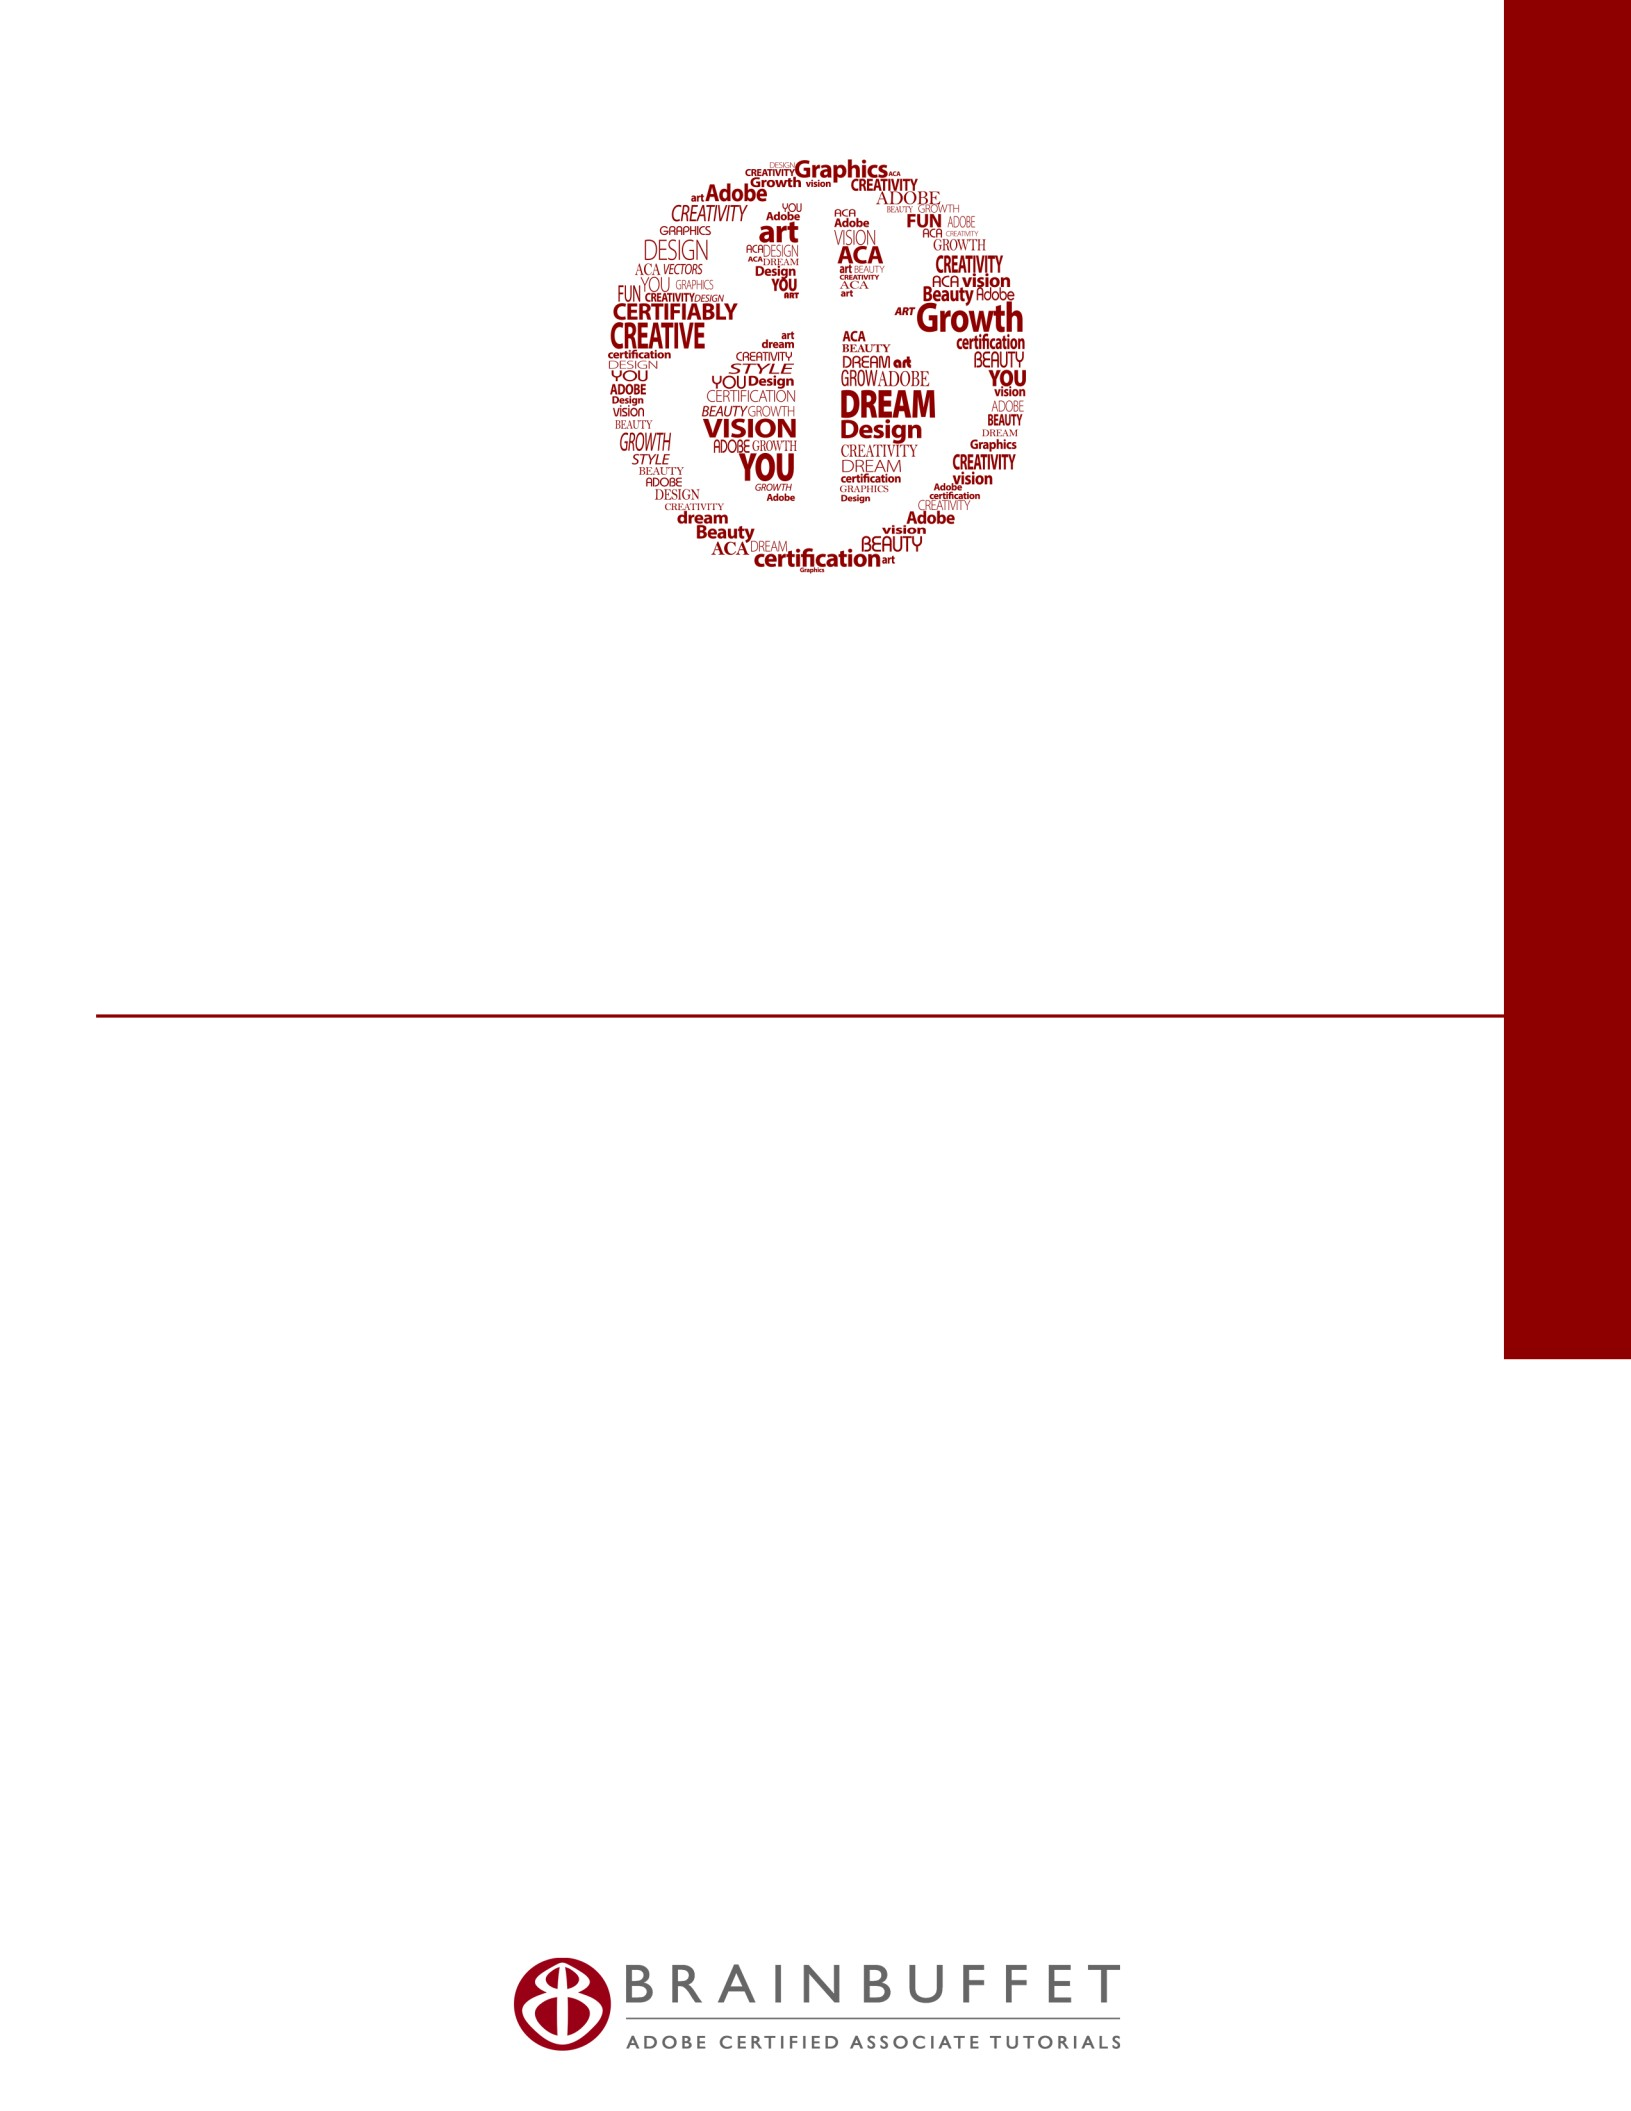 DESIGN
CREATIVITY Graphics ACA
Growth vision CREATIVITY
art Adobe ADOBE
CREATIVITY YOU ACA BEAUTY GROWTH
Adobe Adobe FUN ADOBE
GRAPHICS art VISION ACA CREATIVITY
DESIGN ACA DESIGN ACA GROWTH
ACA VECTORS ACA DREAM art BEAUTY CREATIVITY
Design CREATIVITY ACA vision
YOU GRAPHICS YOU ACA Beauty Adobe
FUN CREATIVITY DESIGN ART art
CERTIFIABLY ART Growth
CREATIVE art ACA certification
certification dream BEAUTY BEAUTY
DESIGN CREATIVITY DREAM art
YOU STYLE GROW ADOBE YOU
ADOBE YOU Design vision
Design CERTIFICATION DREAM ADOBE
vision BEAUTY GROWTH BEAUTY
BEAUTY VISION Design DREAM
GROWTH ADOBE GROWTH CREATIVITY Graphics
STYLE YOU DREAM CREATIVITY
BEAUTY certification vision
ADOBE GROWTH GRAPHICS Adobe
DESIGN Adobe Design certification
CREATIVITY CREATIVITY
dream Adobe
Beauty vision
ACA DREAM BEAUTY
certification art
Graphics
BRAINBUFFET
ADOBE CERTIFIED ASSOCIATE TUTORIALS